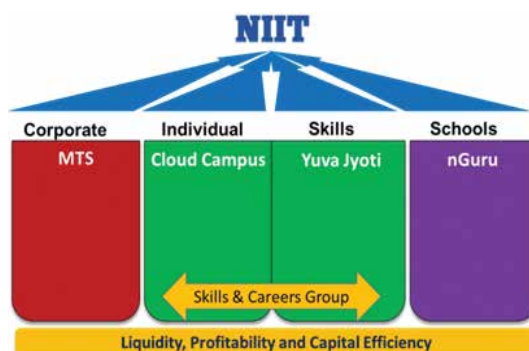 NIIT
Corporate Individual Skills Schools
MTS Cloud Campus Yuva Jyoti nGuru
Skills & Careers Group
Liquidity, Profitability and Capital Efficiency